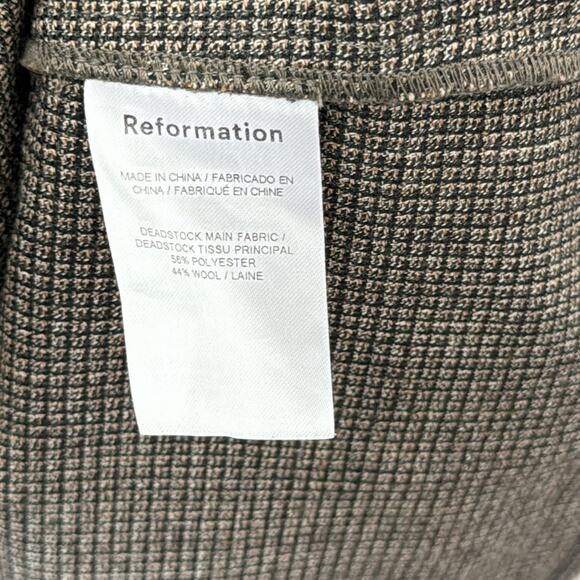 Reformation
MADE IN CHINA / FABRICADO EN
CHINA / FABRIQUÉ EN CHINE
DEADSTOCK MAIN FABRIC /
DEADSTOCK TISSU PRINCIPAL
56% POLYESTER
44% WOOL / LAINE